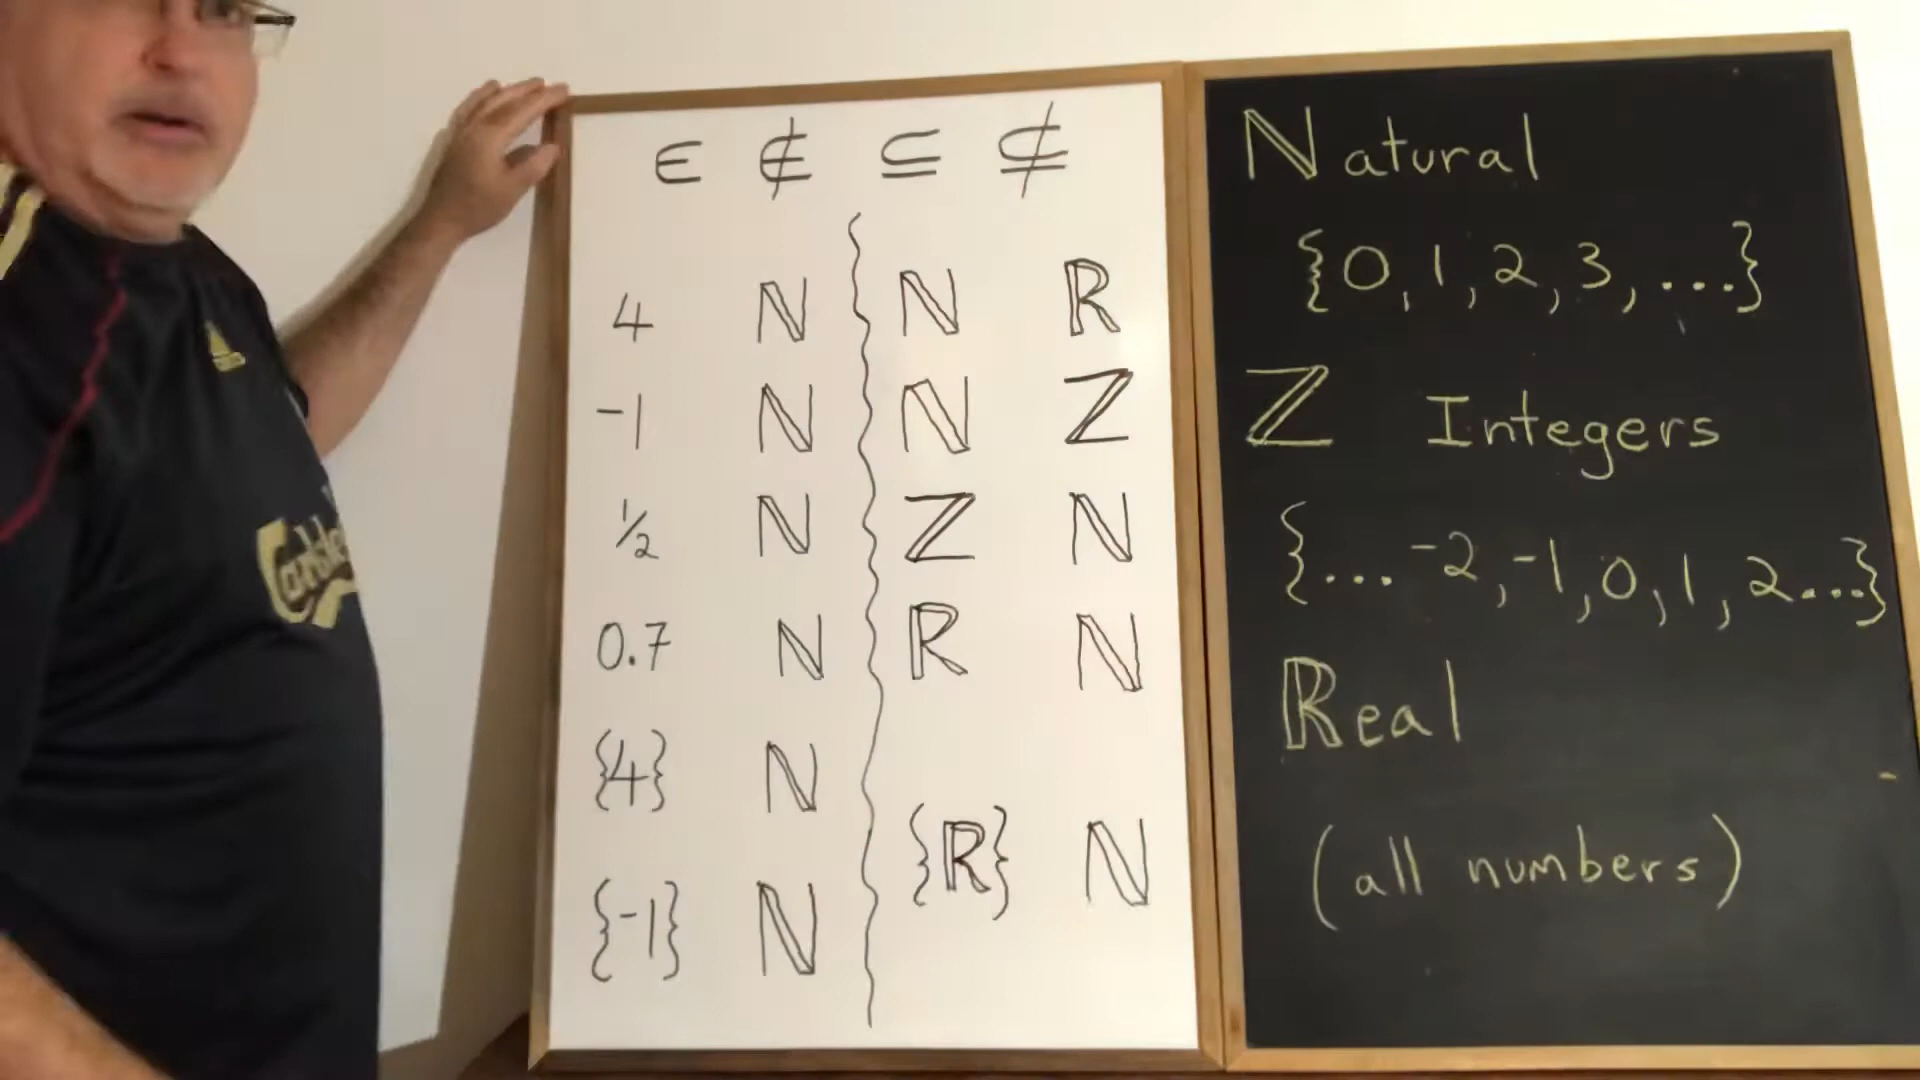 ∈ ∉ ⊆ ⊈
4 ℕ
-1 ℕ
½ ℕ
0.7 ℕ
{4} ℕ
{-1} ℕ
ℕ ℝ
ℕ ℤ
ℤ ℕ
ℝ ℕ
{ℝ} ℕ
ℕatural
{0, 1, 2, 3, ...}
ℤ Integers
{... -2, -1, 0, 1, 2...}
ℝeal
(all numbers)